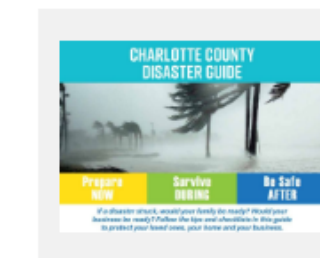 CHARLOTTE COUNTY
DISASTER GUIDE
Prepare Survive Be Safe
NOW DURING AFTER
If a disaster struck, would your family be ready? Would your
business be ready? Follow the tips and checklists in this guide
to protect your loved ones, your home and your business.